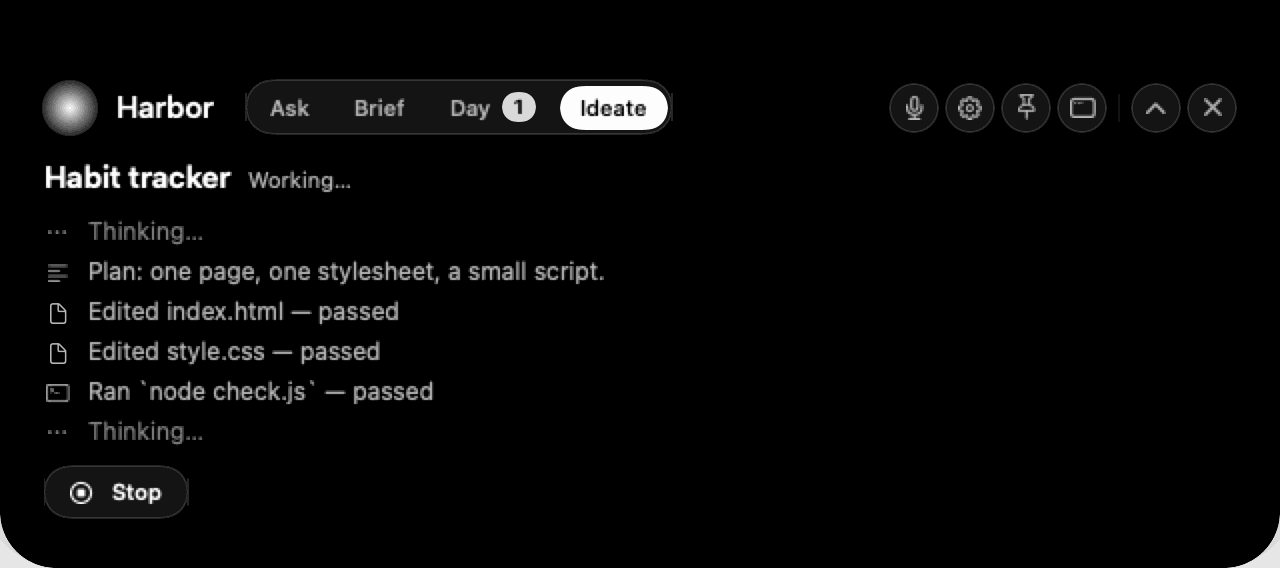 Harbor Ask Brief Day 1 Ideate
Habit tracker Working...
Thinking...
Plan: one page, one stylesheet, a small script.
Edited index.html — passed
Edited style.css — passed
Ran `node check.js` — passed
Thinking...
Stop